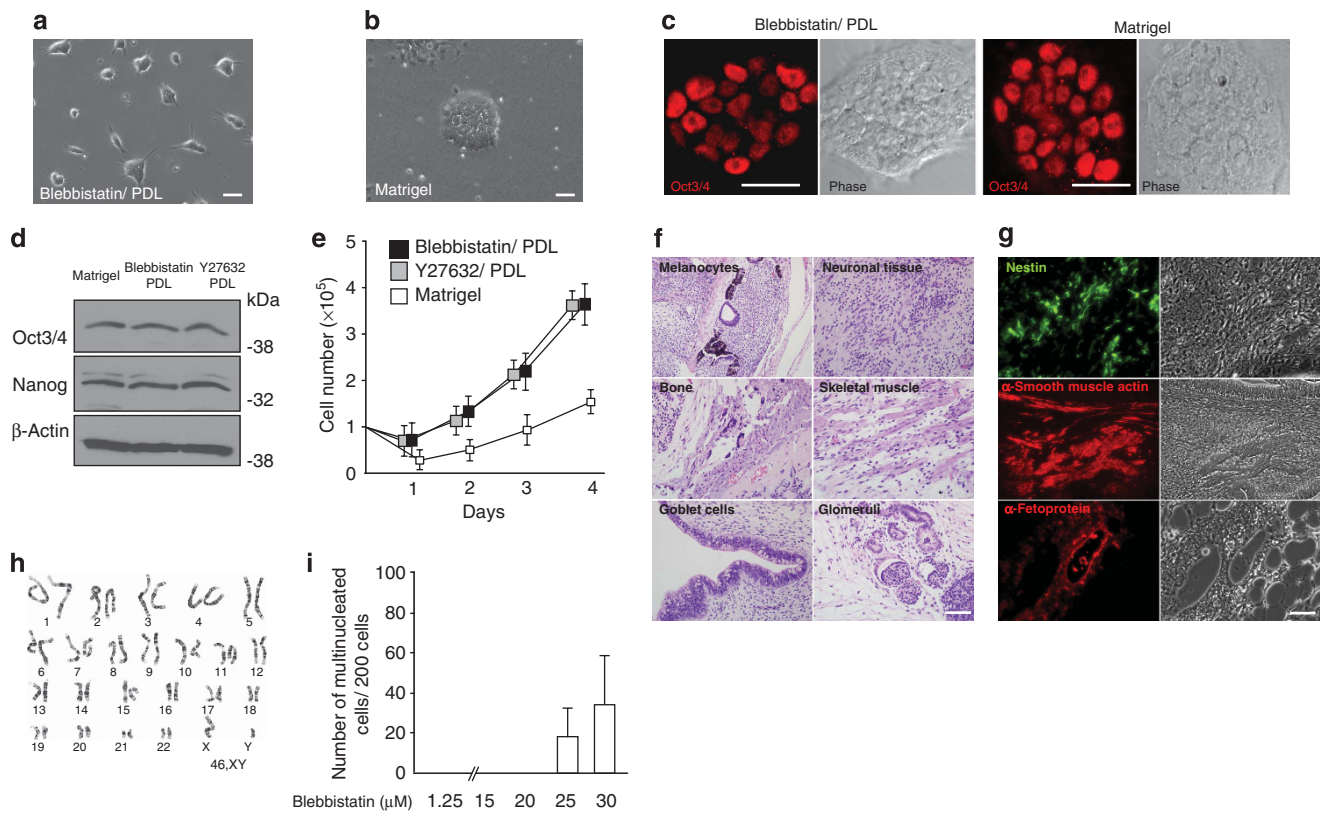 a
Blebbistatin/ PDL
b
Matrigel
c
Blebbistatin/ PDL
Matrigel
Oct3/4
Phase
Oct3/4
Phase
d
Matrigel
Blebbistatin
PDL
Y27632
PDL
kDa
Oct3/4
-38
Nanog
-32
β-Actin
-38
e
Blebbistatin/ PDL
Y27632/ PDL
Matrigel
Cell number (×10⁵)
5
4
3
2
1
0
1 2 3 4
Days
f
Melanocytes
Neuronal tissue
Bone
Skeletal muscle
Goblet cells
Glomeruli
g
Nestin
α-Smooth muscle actin
α-Fetoprotein
h
1 2 3 4 5
6 7 8 9 10 11 12
13 14 15 16 17 18
19 20 21 22 X Y
46,XY
i
Number of multinucleated
cells/ 200 cells
100
80
60
40
20
0
Blebbistatin (μM) 1.25 15 20 25 30